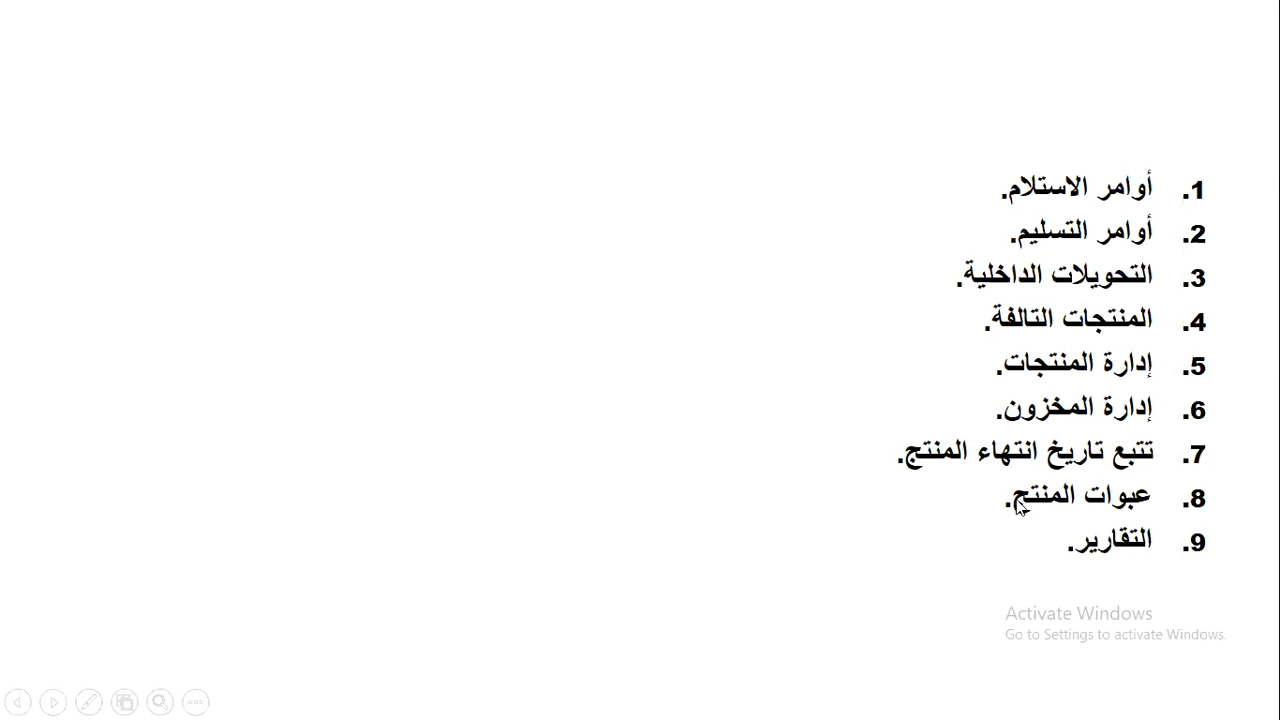 1. أوامر الاستلام.
2. أوامر التسليم.
3. التحويلات الداخلية.
4. المنتجات التالفة.
5. إدارة المنتجات.
6. إدارة المخزون.
7. تتبع تاريخ انتهاء المنتج.
8. عبوات المنتج.
9. التقارير.
Activate Windows
Go to Settings to activate Windows.